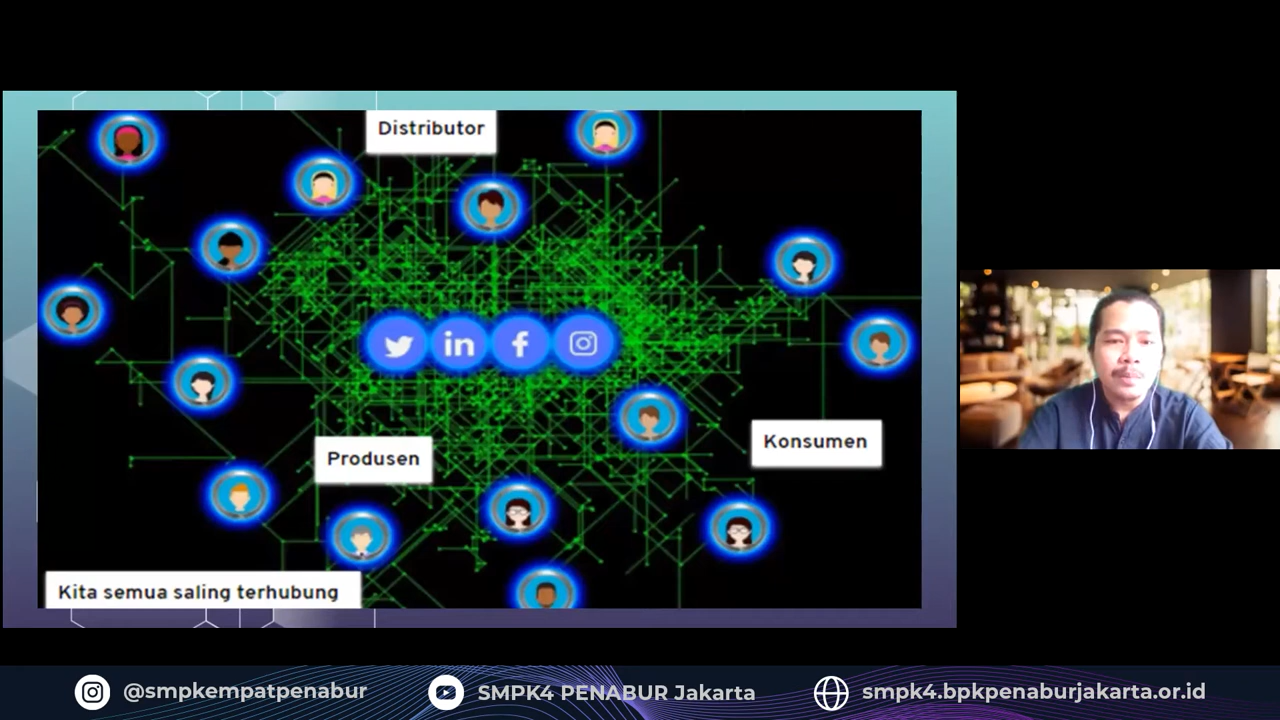 Distributor
Produsen
Konsumen
Kita semua saling terhubung
@smpkempatpenabur
SMPK4 PENABUR Jakarta
smpk4.bpkpenaburjakarta.or.id